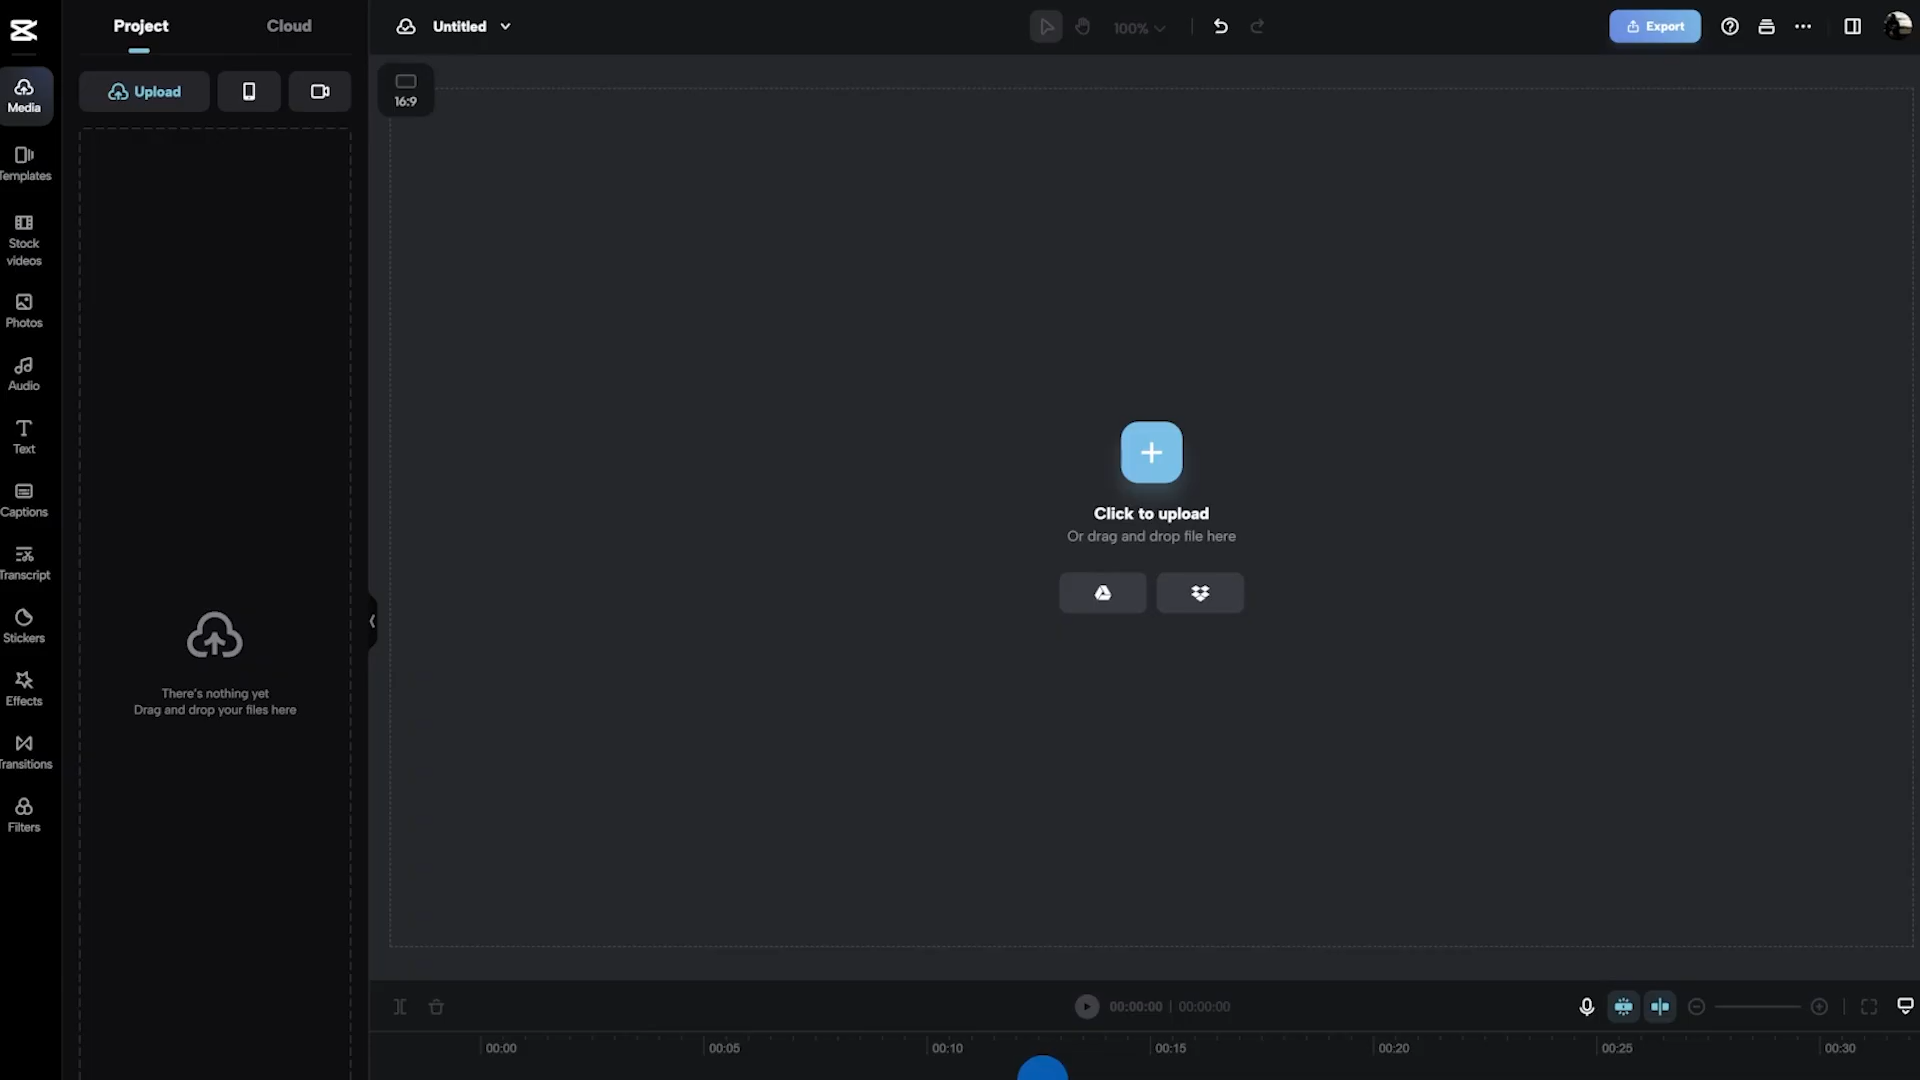 Project
Cloud
Untitled
100%
Export
Media
Upload
16:9
Templates
Stock
videos
Photos
Audio
Text
Captions
Transcript
Stickers
Effects
Transitions
Filters
There's nothing yet
Drag and drop your files here
Click to upload
Or drag and drop file here
00:00:00 | 00:00:00
00:00
00:05
00:10
00:15
00:20
00:25
00:30